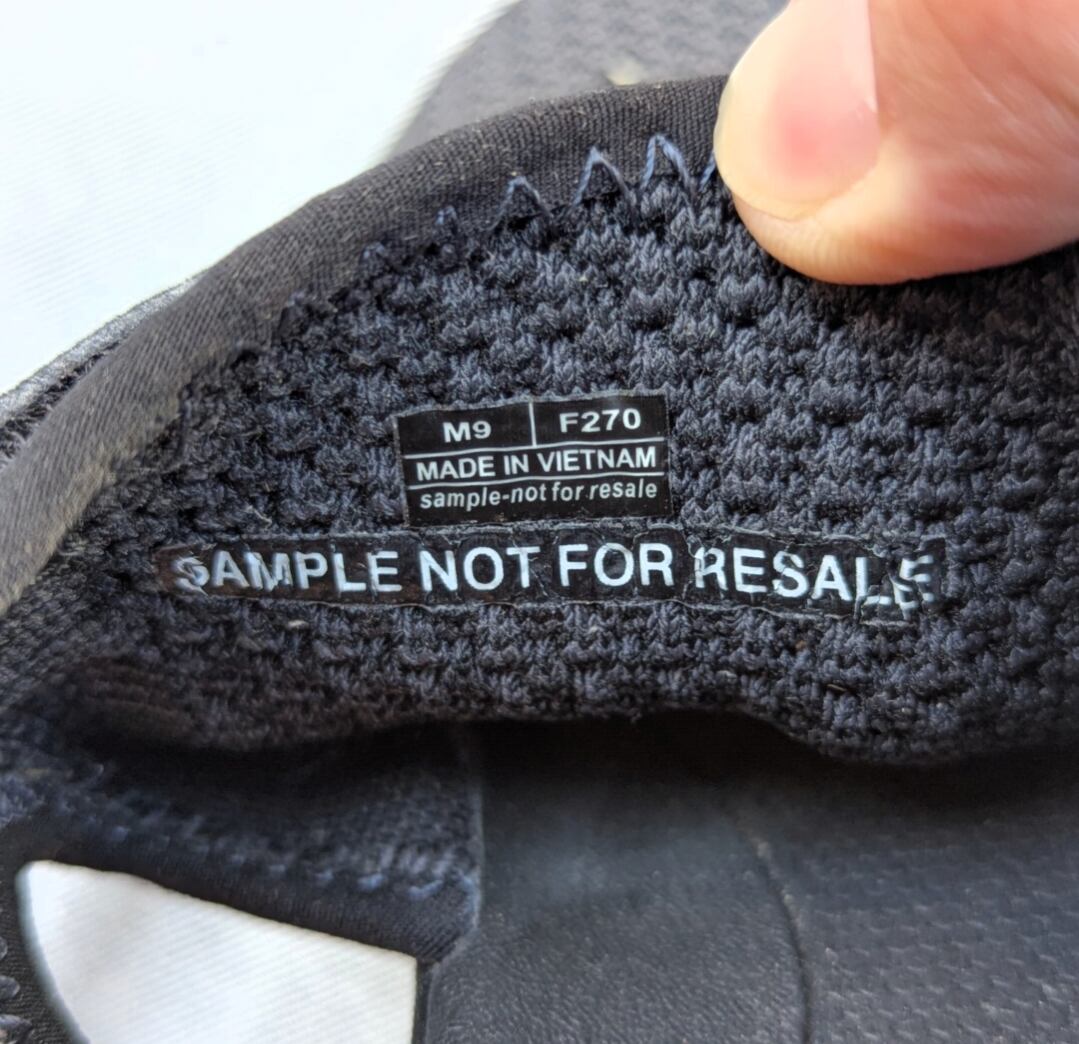 M9 F270
MADE IN VIETNAM
sample-not for resale
SAMPLE NOT FOR RESALE